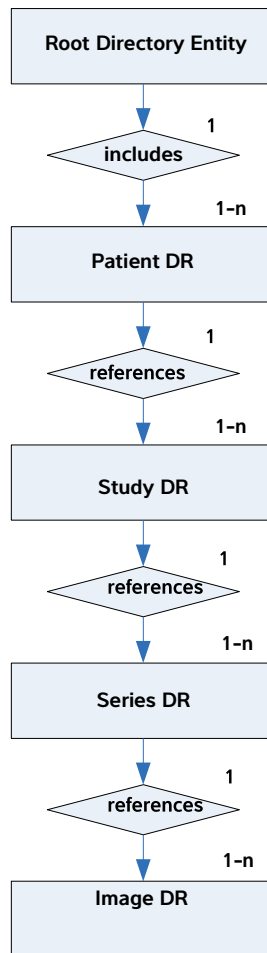 Root Directory Entity
1
includes
1-n
Patient DR
1
references
1-n
Study DR
1
references
1-n
Series DR
1
references
1-n
Image DR